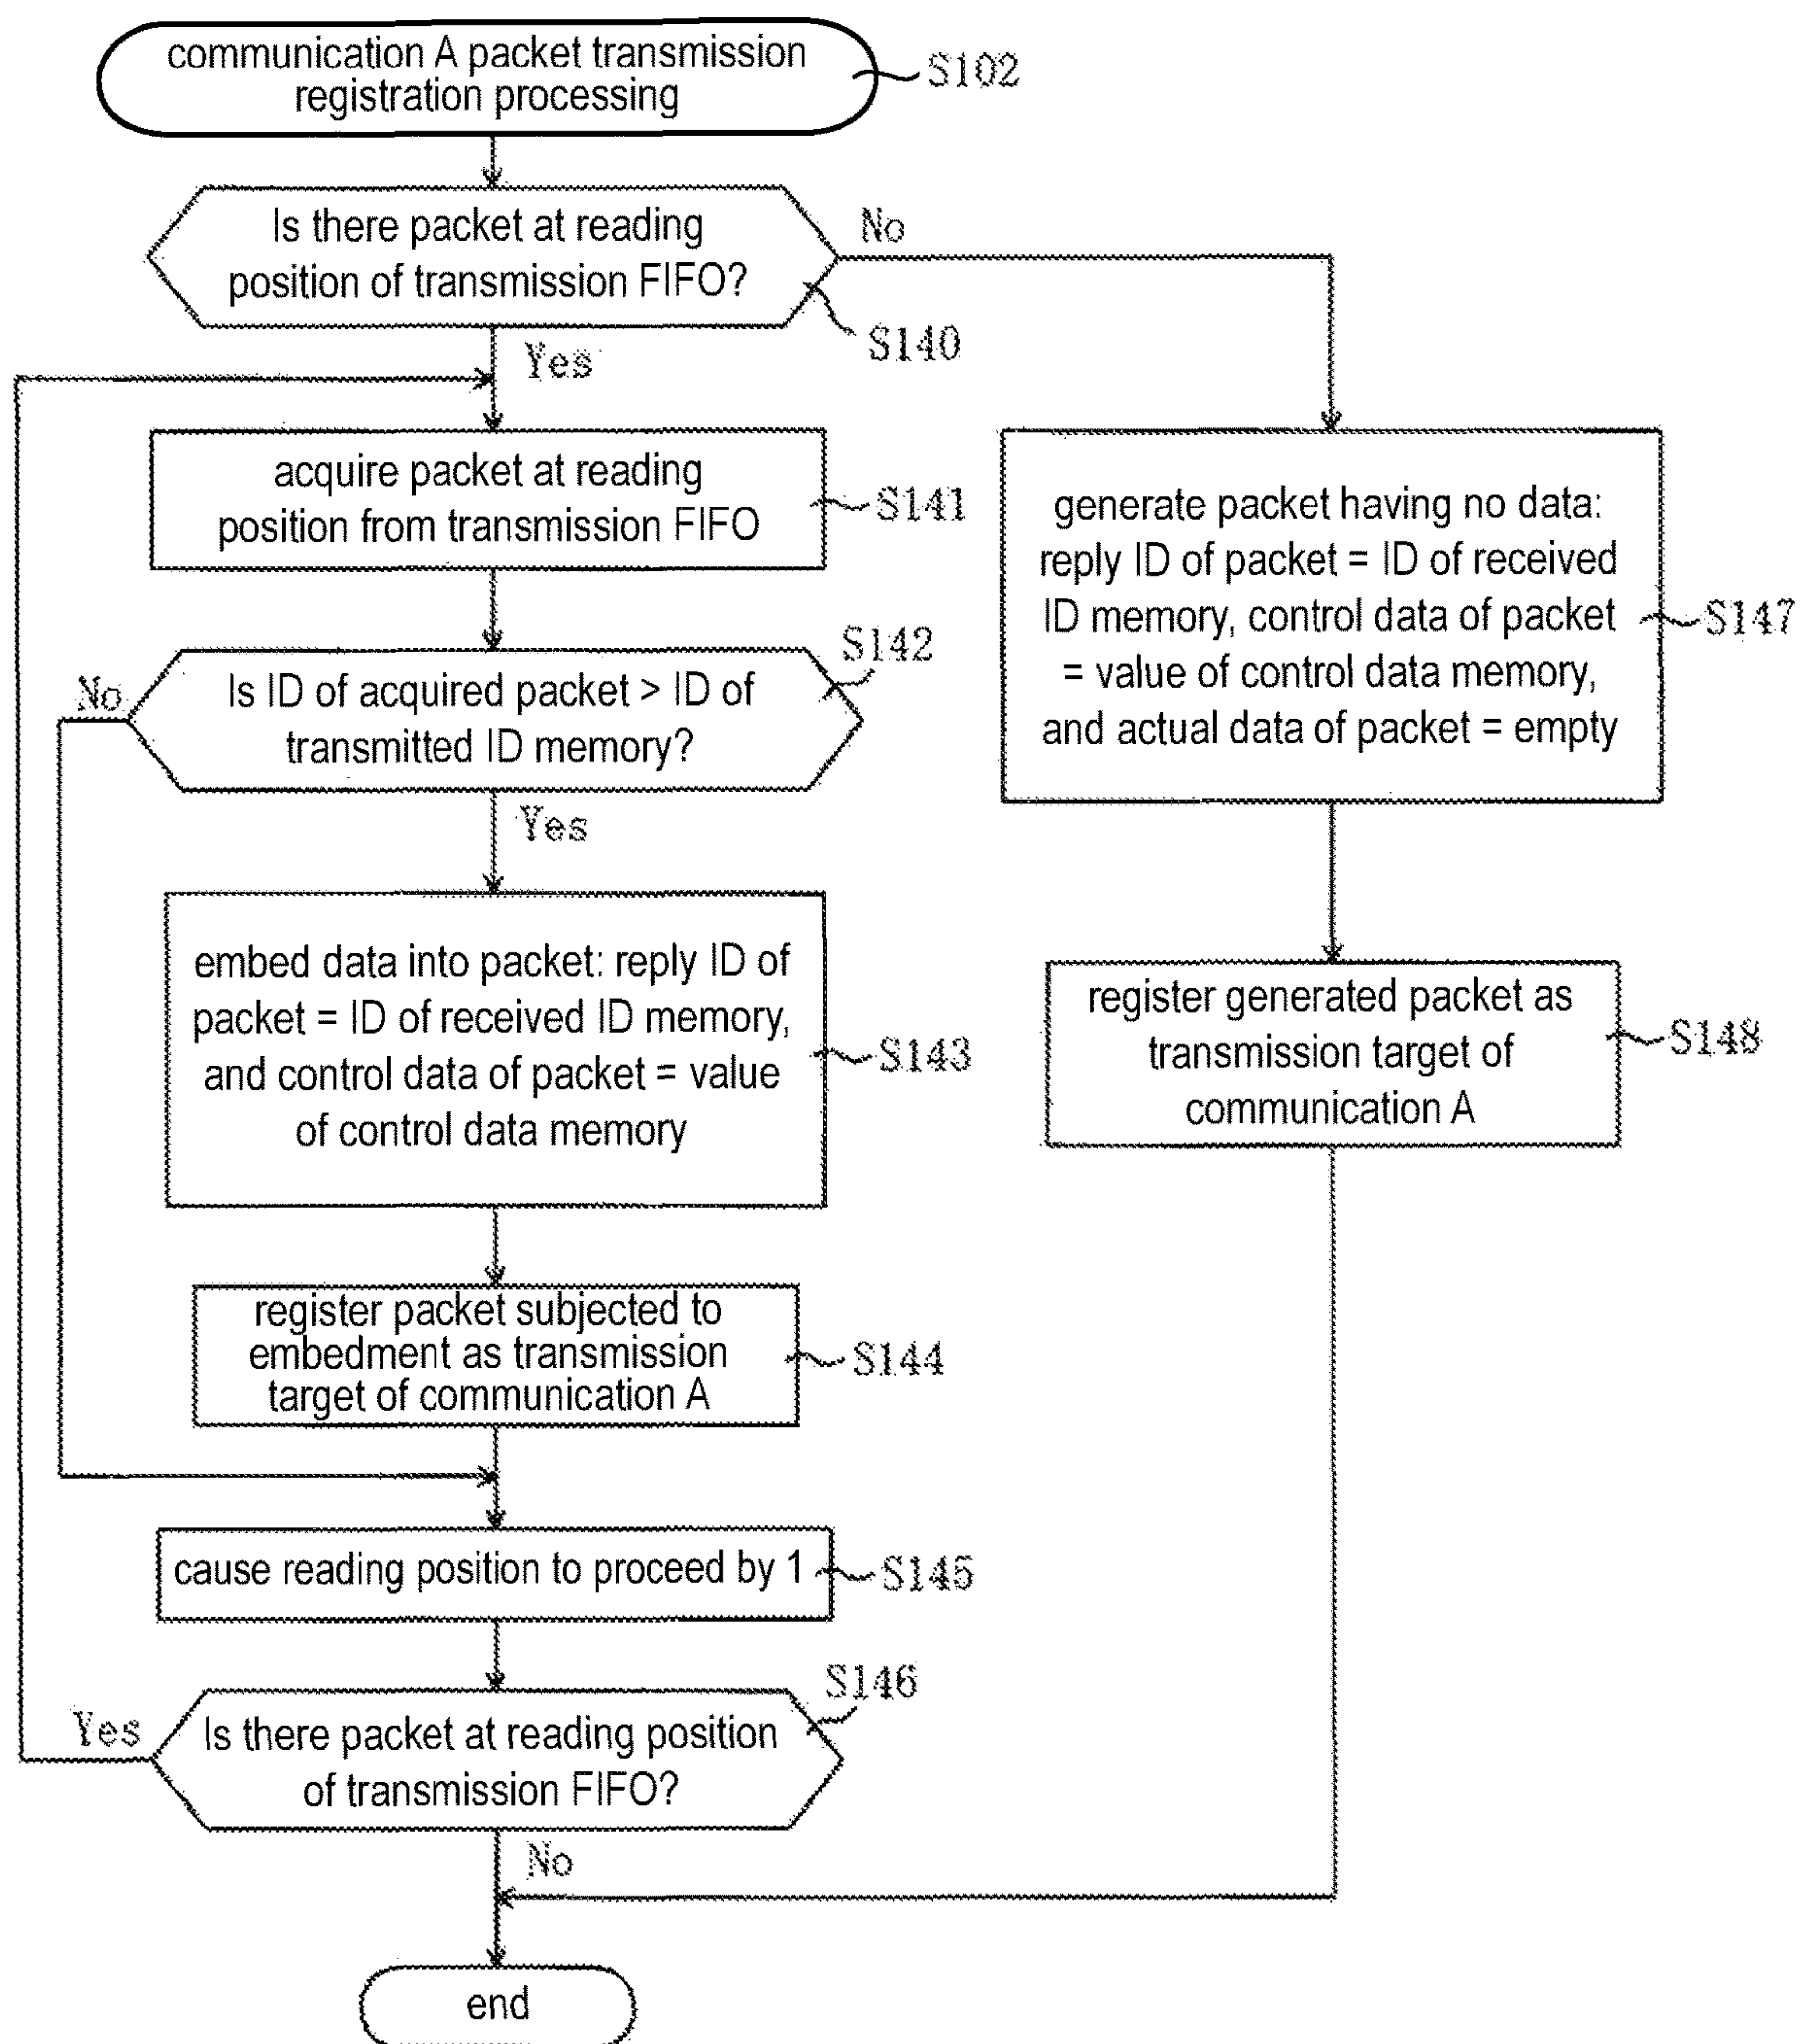 communication A packet transmission
registration processing
S102
Is there packet at reading
position of transmission FIFO?
No
S140
Yes
acquire packet at reading
position from transmission FIFO
S141
S142
Is ID of acquired packet > ID of
transmitted ID memory?
No
Yes
embed data into packet: reply ID of
packet = ID of received ID memory,
and control data of packet = value
of control data memory
S143
register packet subjected to
embedment as transmission
target of communication A
S144
cause reading position to proceed by 1
S145
S146
Is there packet at reading position
of transmission FIFO?
Yes
No
generate packet having no data:
reply ID of packet = ID of received
ID memory, control data of packet
= value of control data memory,
and actual data of packet = empty
S147
register generated packet as
transmission target of
communication A
S148
end